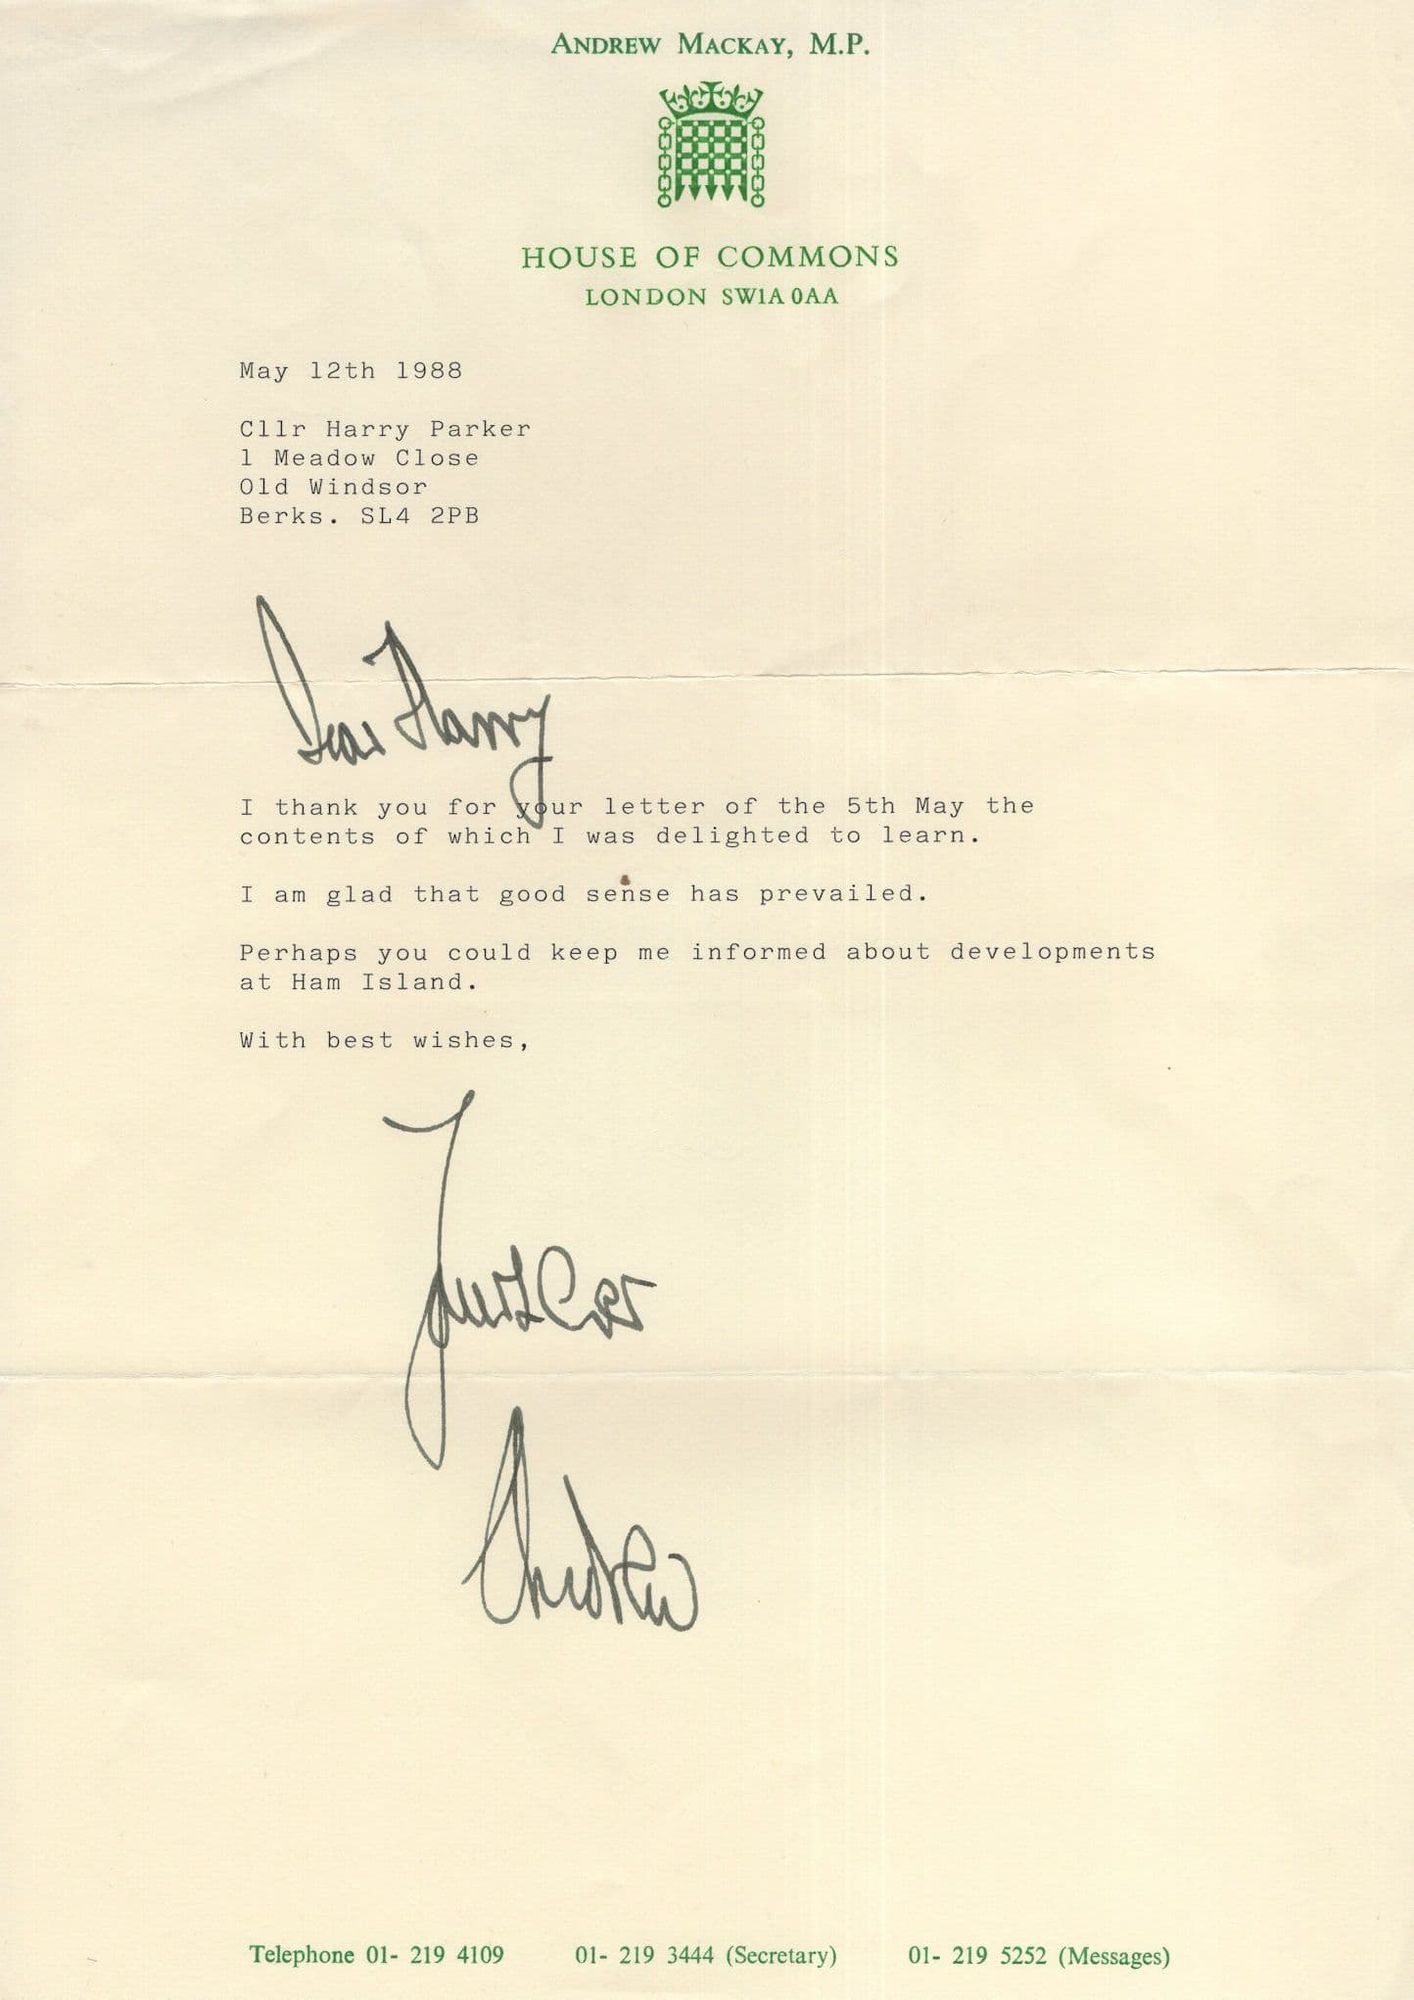 ANDREW MACKAY, M.P.
HOUSE OF COMMONS
LONDON SW1A 0AA
May 12th 1988
Cllr Harry Parker
1 Meadow Close
Old Windsor
Berks. SL4 2PB
Dear Harry
I thank you for your letter of the 5th May the
contents of which I was delighted to learn.
I am glad that good sense has prevailed.
Perhaps you could keep me informed about developments
at Ham Island.
With best wishes,
Andrew
Telephone 01- 219 4109 01- 219 3444 (Secretary) 01- 219 5252 (Messages)